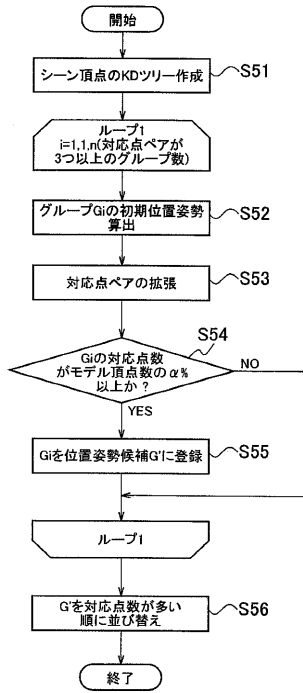 開始
シーン頂点のKDツリー作成
S51
ループ1
i=1,1,n(対応点ペアが
3つ以上のグループ数)
グループGiの初期位置姿勢
算出
S52
対応点ペアの拡張
S53
S54
Giの対応点数
がモデル頂点数のα%
以上か?
NO
YES
Giを位置姿勢候補G'に登録
S55
ループ1
G'を対応点数が多い
順に並び替え
S56
終了